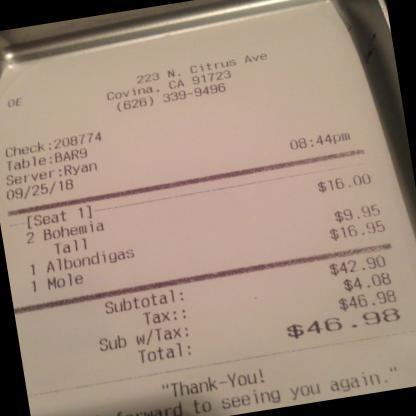 OE
223 N. Citrus Ave
Covina, CA 91723
(626) 339-9496
Check:208774
Table:BAR9
Server:Ryan 08:44pm
09/25/18
[Seat 1]
2 Bohemia $16.00
Tall
1 Albondigas $9.95
1 Mole $16.95
Subtotal: $42.90
Tax:: $4.08
Sub w/Tax: $46.98
Total: $46.98
"Thank-You!
forward to seeing you again."